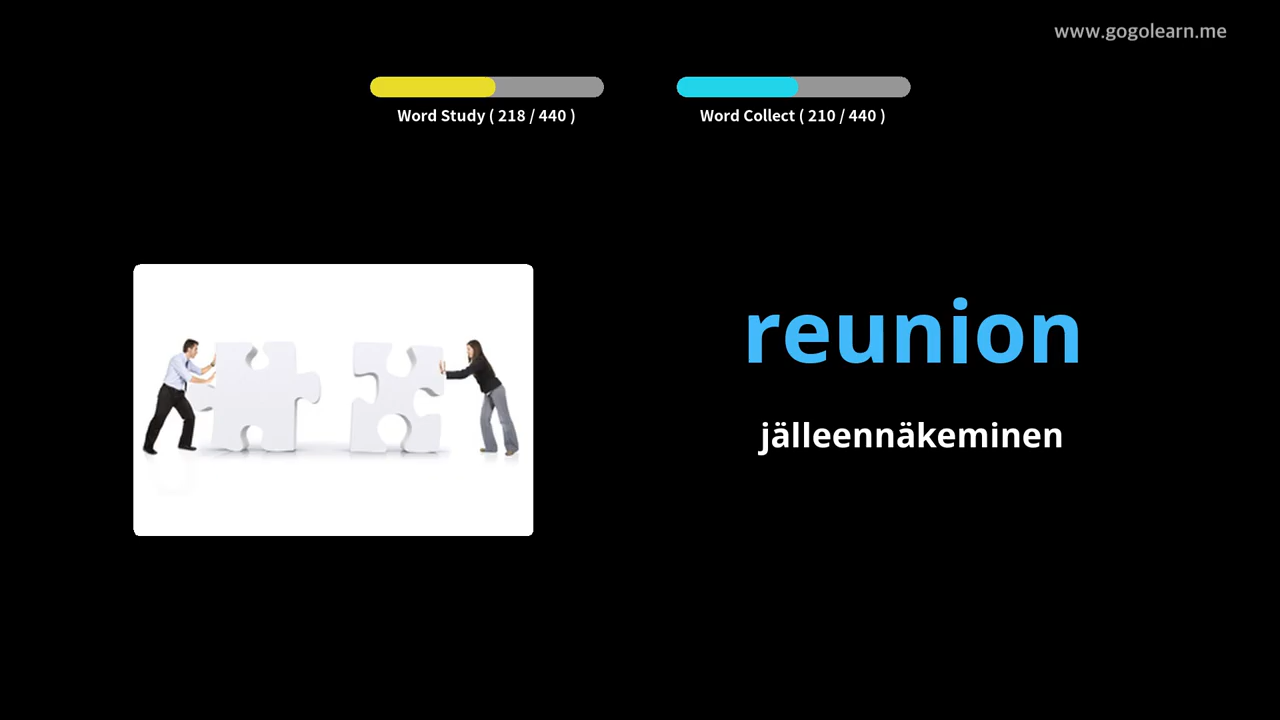 www.gogolearn.me
Word Study ( 218 / 440 )
Word Collect ( 210 / 440 )
reunion
jälleennäkeminen